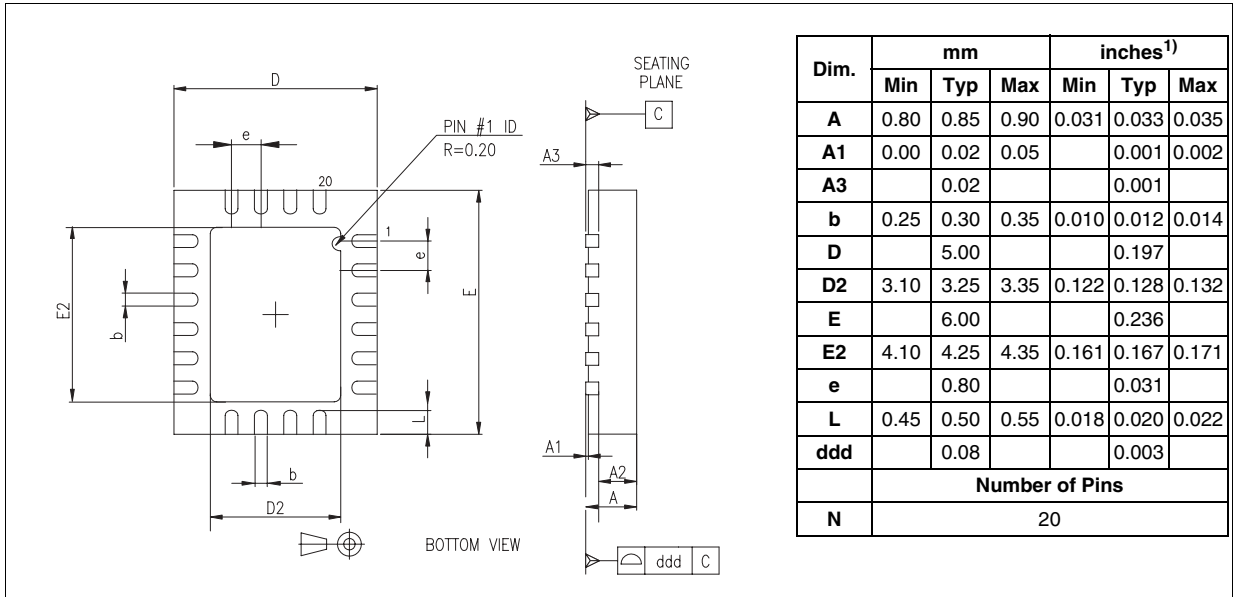 D
e
PIN #1 ID
R=0.20
20
1
e
E2
b
E
L
b
D2
BOTTOM VIEW
SEATING
PLANE
C
A3
A1
A2
A
ddd C
Dim. mm inches1)
Min Typ Max Min Typ Max
A 0.80 0.85 0.90 0.031 0.033 0.035
A1 0.00 0.02 0.05 0.001 0.002
A3 0.02 0.001
b 0.25 0.30 0.35 0.010 0.012 0.014
D 5.00 0.197
D2 3.10 3.25 3.35 0.122 0.128 0.132
E 6.00 0.236
E2 4.10 4.25 4.35 0.161 0.167 0.171
e 0.80 0.031
L 0.45 0.50 0.55 0.018 0.020 0.022
ddd 0.08 0.003
Number of Pins
N 20